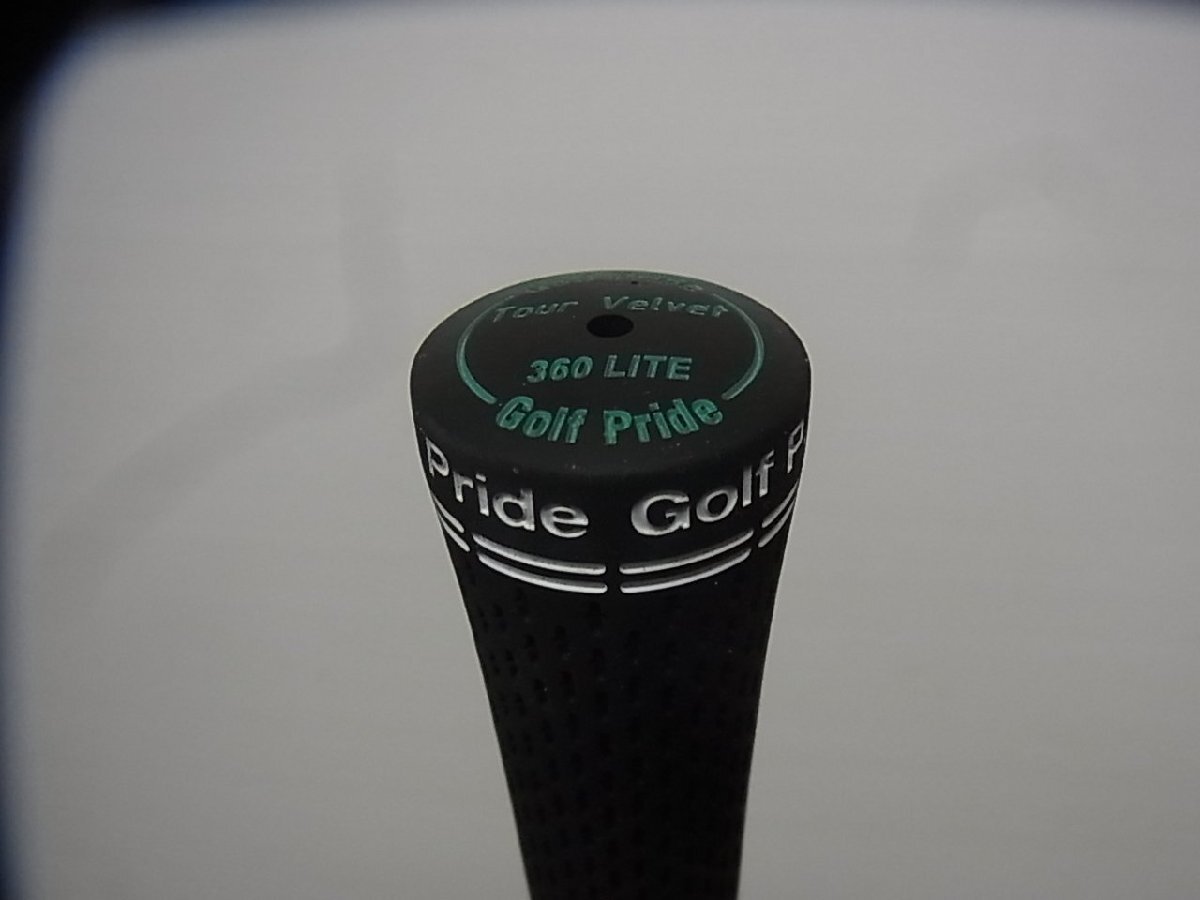 Tour Velvet
360 LITE
Golf Pride
Pride Golf P